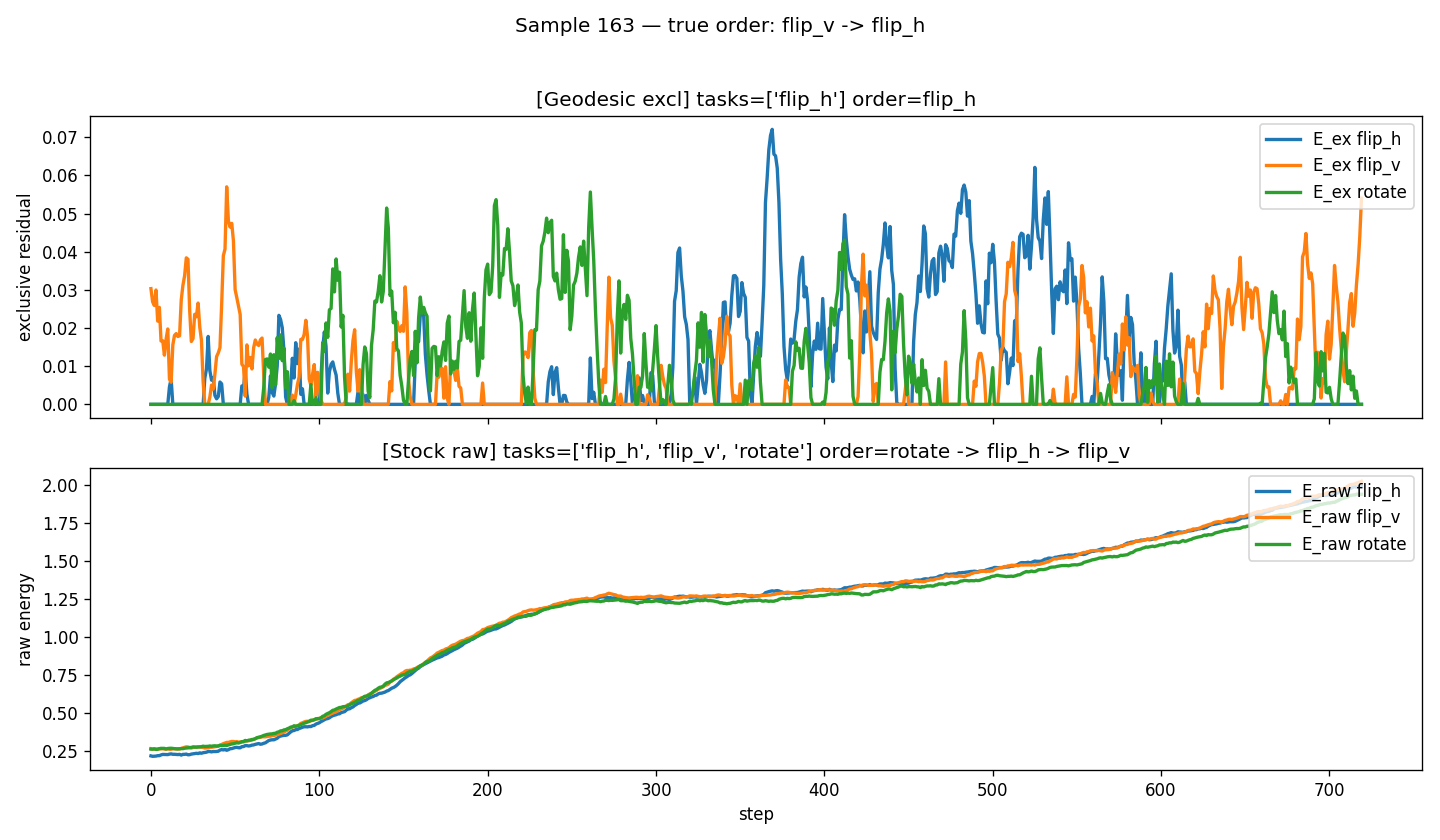 Sample 163 — true order: flip_v -> flip_h
[Geodesic excl] tasks=['flip_h'] order=flip_h
exclusive residual
0.07
0.06
0.05
0.04
0.03
0.02
0.01
0.00
E_ex flip_h
E_ex flip_v
E_ex rotate
[Stock raw] tasks=['flip_h', 'flip_v', 'rotate'] order=rotate -> flip_h -> flip_v
raw energy
2.00
1.75
1.50
1.25
1.00
0.75
0.50
0.25
E_raw flip_h
E_raw flip_v
E_raw rotate
0 100 200 300 400 500 600 700
step